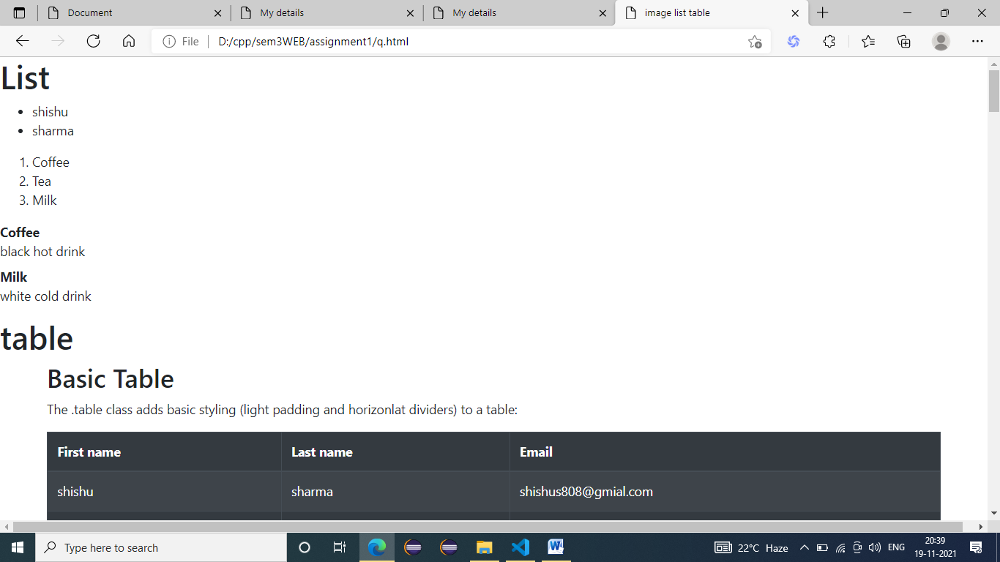 Document
My details
My details
image list table
File
D:/cpp/sem3WEB/assignment1/q.html
List
• shishu
• sharma
1. Coffee
2. Tea
3. Milk
Coffee
black hot drink
Milk
white cold drink
table
Basic Table
The .table class adds basic styling (light padding and horizonlat dividers) to a table:
First name Last name Email
shishu sharma shishus808@gmial.com
Type here to search
22°C Haze
ENG
20:39
19-11-2021